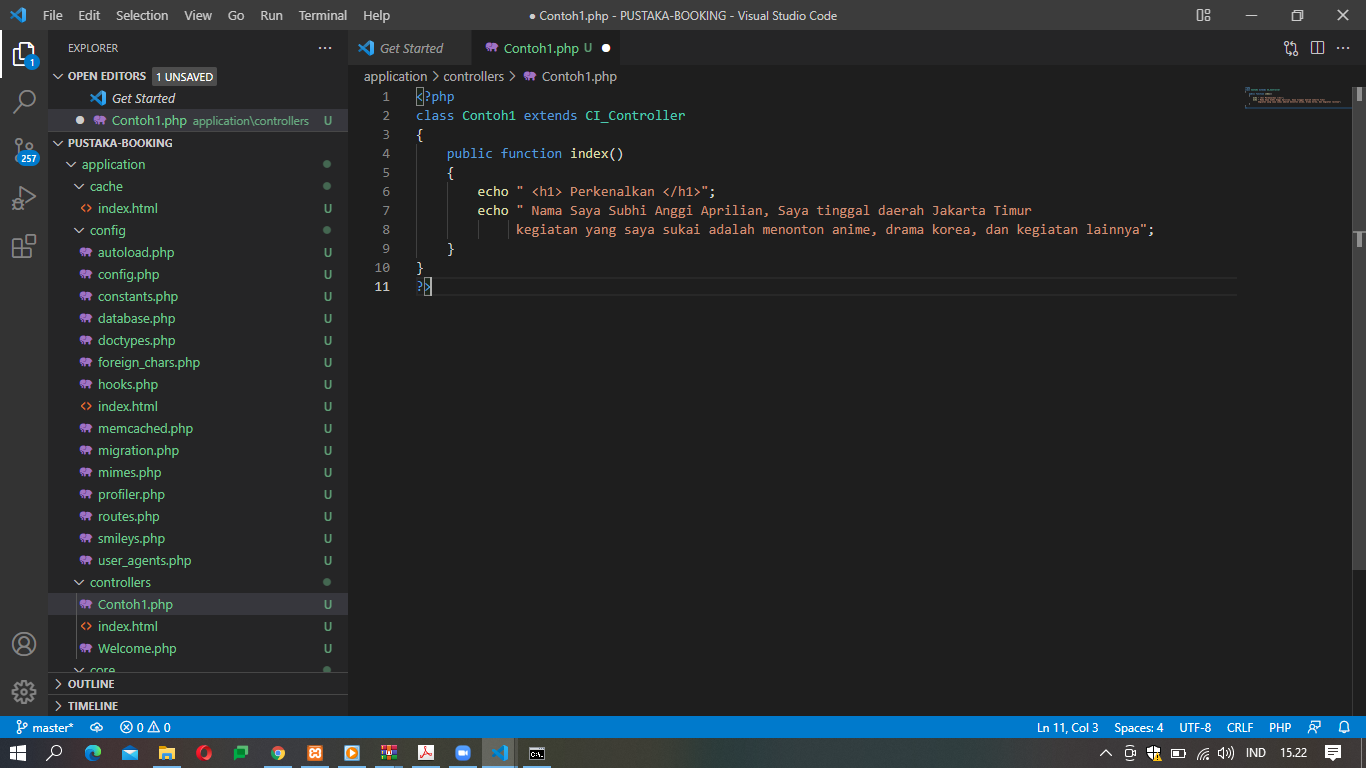 File Edit Selection View Go Run Terminal Help
● Contoh1.php - PUSTAKA-BOOKING - Visual Studio Code
EXPLORER
OPEN EDITORS 1 UNSAVED
Get Started
Contoh1.php application\controllers U
PUSTAKA-BOOKING
application
cache
index.html U
config
autoload.php U
config.php U
constants.php U
database.php U
doctypes.php U
foreign_chars.php U
hooks.php U
index.html U
memcached.php U
migration.php U
mimes.php U
profiler.php U
routes.php U
smileys.php U
user_agents.php U
controllers
Contoh1.php U
index.html U
Welcome.php U
core
OUTLINE
TIMELINE
1
257
Get Started
Contoh1.php U
application > controllers > Contoh1.php
1 <?php
2 class Contoh1 extends CI_Controller
3 {
4 public function index()
5 {
6 echo " <h1> Perkenalkan </h1>";
7 echo " Nama Saya Subhi Anggi Aprilian, Saya tinggal daerah Jakarta Timur
8 kegiatan yang saya sukai adalah menonton anime, drama korea, dan kegiatan lainnya";
9 }
10 }
11 ?>
master* 0 0
Ln 11, Col 3 Spaces: 4 UTF-8 CRLF PHP
IND 15.22